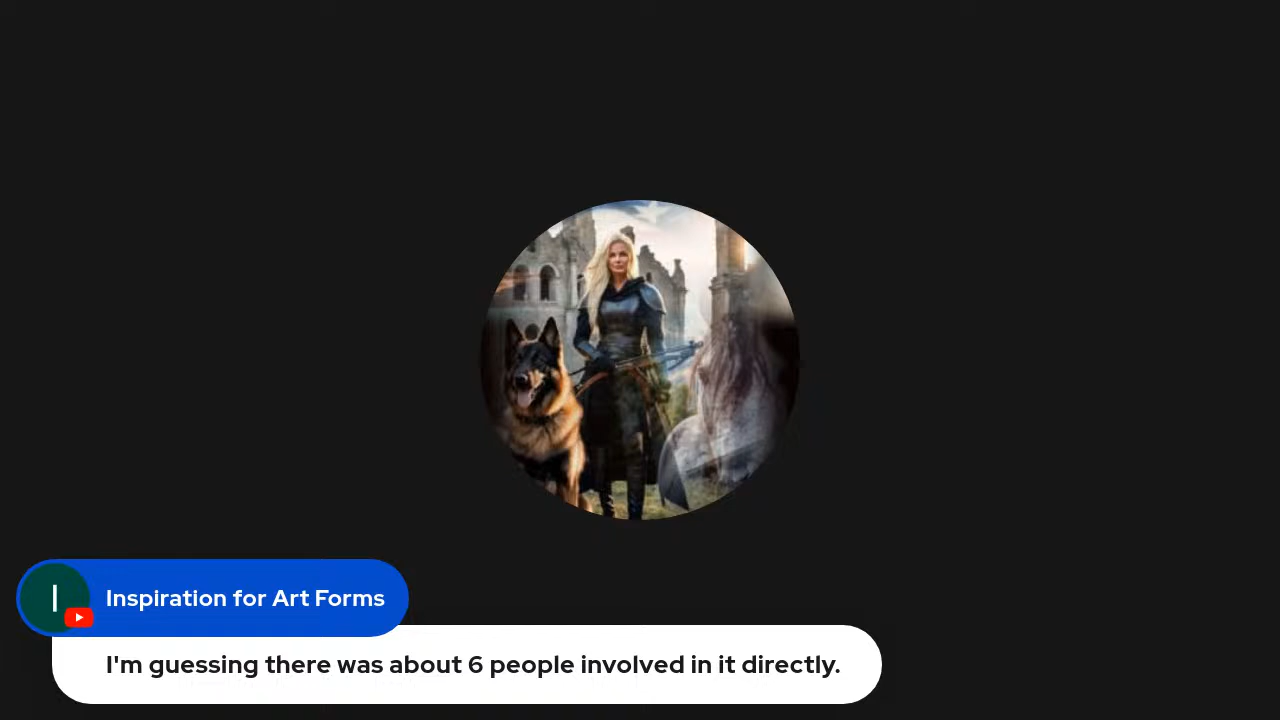 I
Inspiration for Art Forms
I'm guessing there was about 6 people involved in it directly.